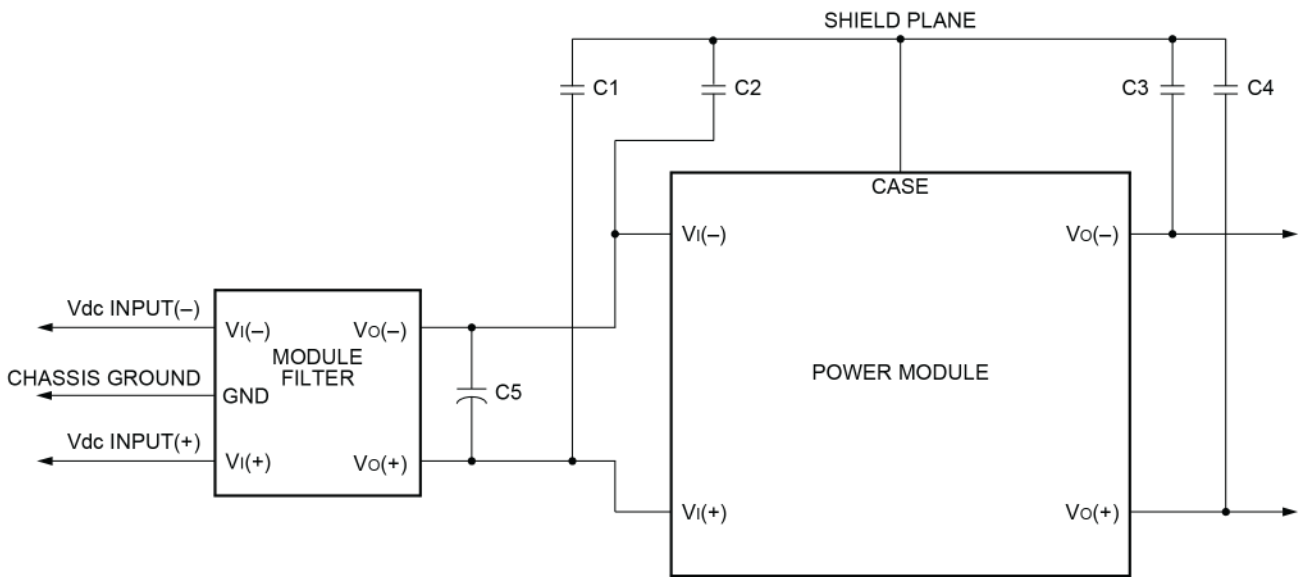 SHIELD PLANE
C1
C2
C3
C4
CASE
VI(–)
VO(–)
Vdc INPUT(–)
VI(–)
VO(–)
MODULE
FILTER
POWER MODULE
CHASSIS GROUND
GND
C5
Vdc INPUT(+)
VI(+)
VO(+)
VI(+)
VO(+)